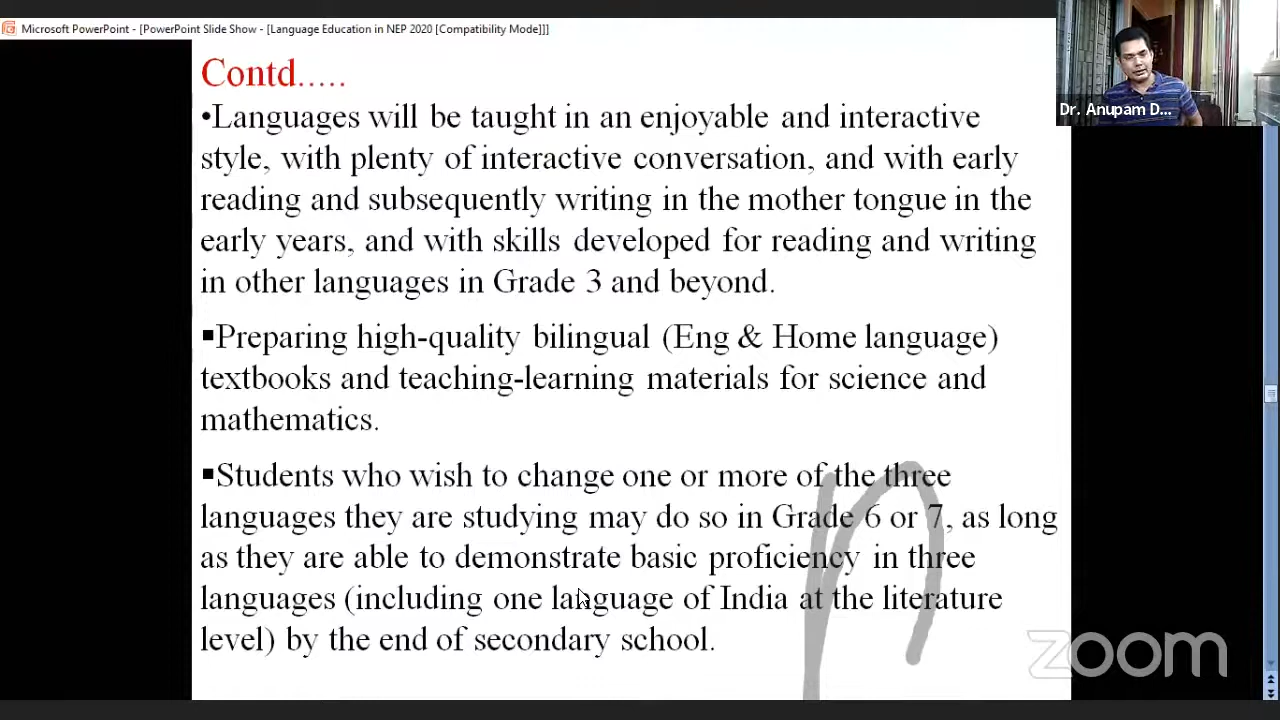 Microsoft PowerPoint - [PowerPoint Slide Show - [Language Education in NEP 2020 [Compatibility Mode]]]
Dr. Anupam D...
Contd.....
•Languages will be taught in an enjoyable and interactive
style, with plenty of interactive conversation, and with early
reading and subsequently writing in the mother tongue in the
early years, and with skills developed for reading and writing
in other languages in Grade 3 and beyond.
▪Preparing high-quality bilingual (Eng & Home language)
textbooks and teaching-learning materials for science and
mathematics.
▪Students who wish to change one or more of the three
languages they are studying may do so in Grade 6 or 7, as long
as they are able to demonstrate basic proficiency in three
languages (including one language of India at the literature
level) by the end of secondary school.
zoom